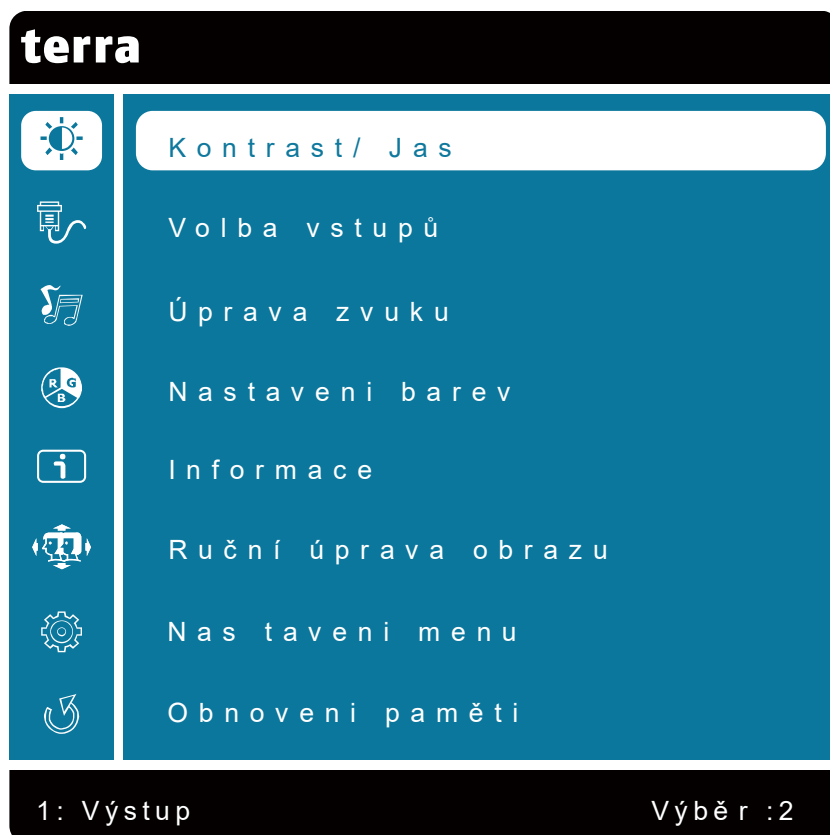 terra
Kontrast/ Jas
Volba vstupů
Úprava zvuku
R G
B
Nastaveni barev
i
Informace
Ruční úprava obrazu
Nas taveni menu
Obnoveni paměti
1: Výstup Výbě r :2